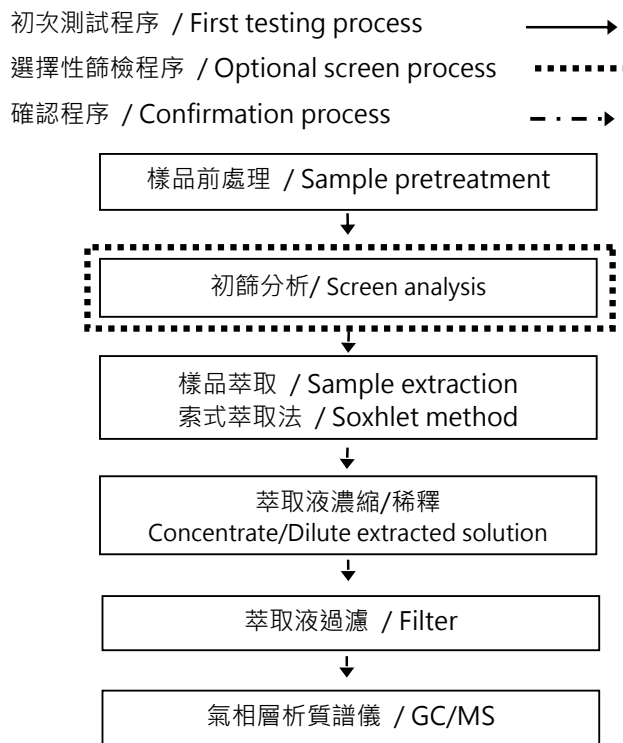 初次測試程序 / First testing process
選擇性篩檢程序 / Optional screen process
確認程序 / Confirmation process
樣品前處理 / Sample pretreatment
初篩分析/ Screen analysis
樣品萃取 / Sample extraction
索式萃取法 / Soxhlet method
萃取液濃縮/稀釋
Concentrate/Dilute extracted solution
萃取液過濾 / Filter
氣相層析質譜儀 / GC/MS